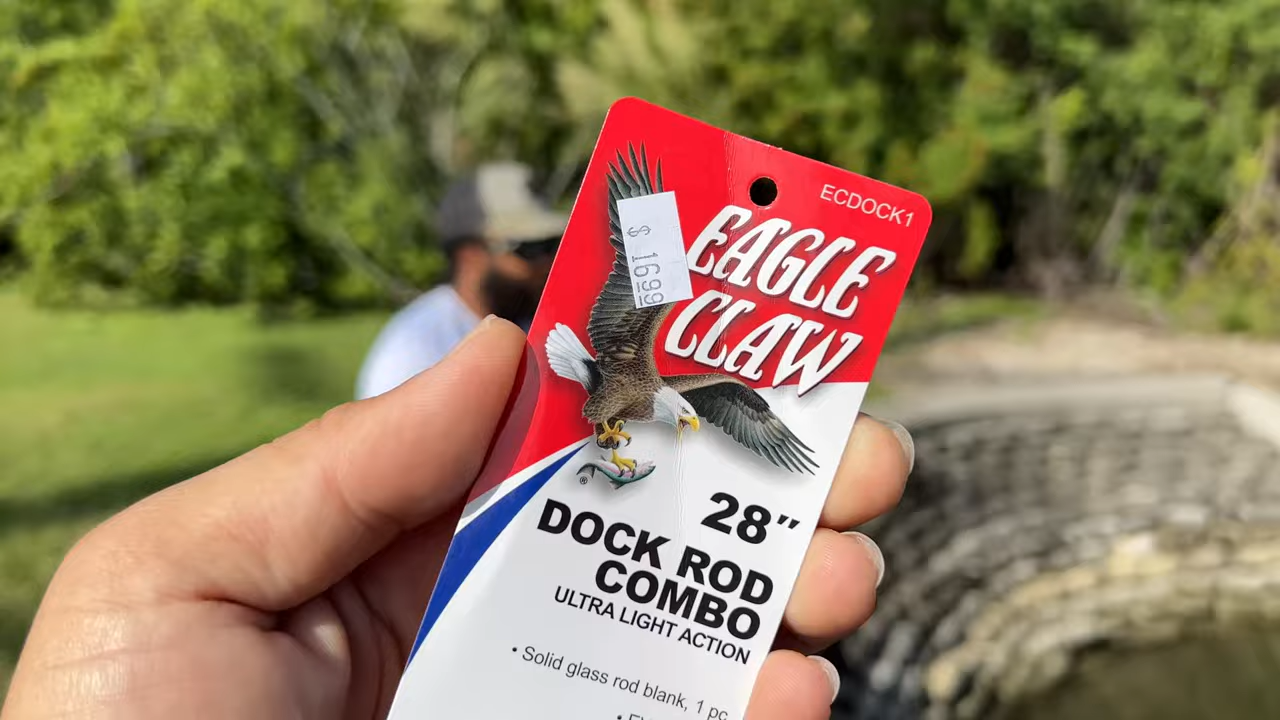 ECDOCK1
$ 16.99
EAGLE
CLAW
®
28"
DOCK ROD
COMBO
ULTRA LIGHT ACTION
• Solid glass rod blank, 1 pc